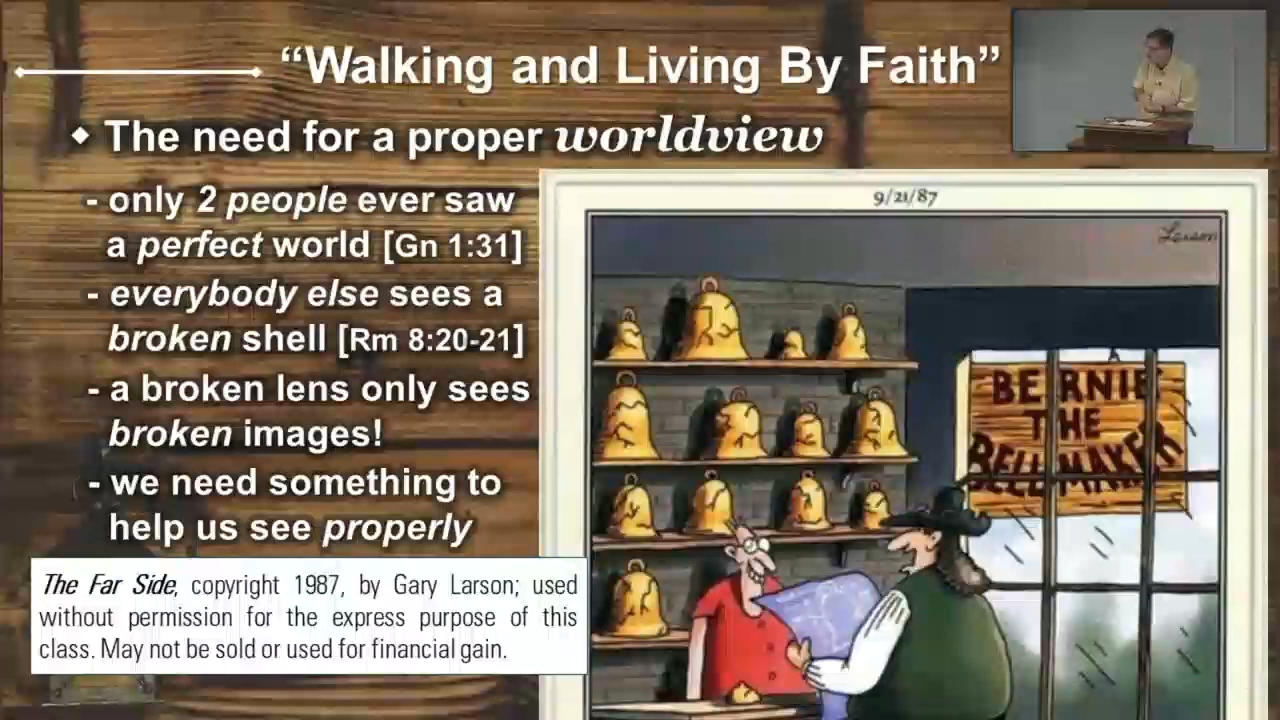 “Walking and Living By Faith”
◆ The need for a proper worldview
- only 2 people ever saw
a perfect world [Gn 1:31]
- everybody else sees a
broken shell [Rm 8:20-21]
- a broken lens only sees
broken images!
- we need something to
help us see properly
The Far Side, copyright 1987, by Gary Larson; used
without permission for the express purpose of this
class. May not be sold or used for financial gain.
9/21/87
Larson
BERNIE
THE
BELLMAKER